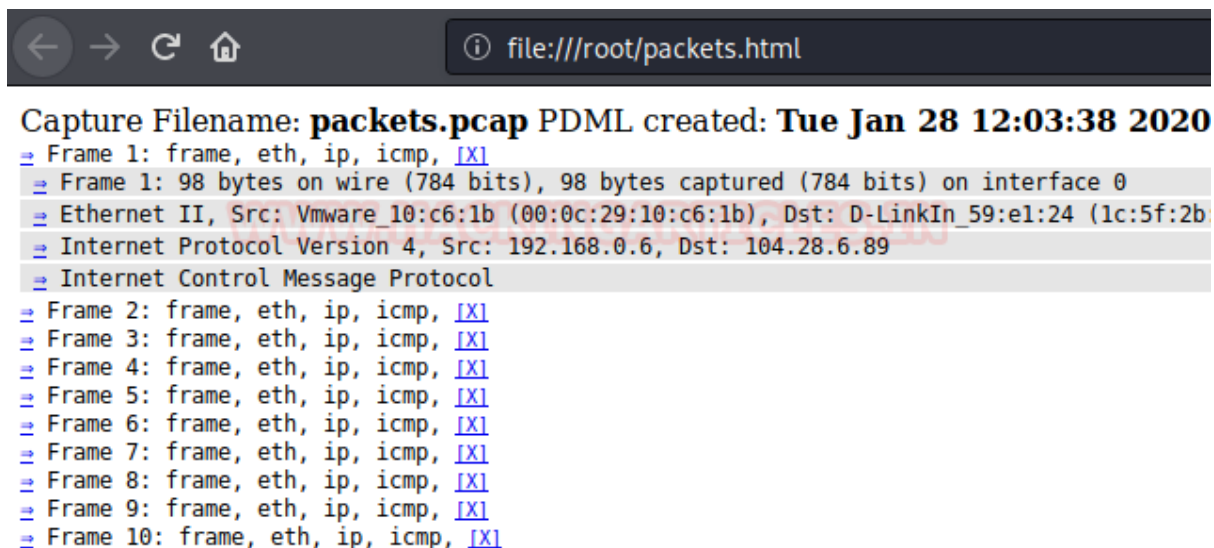 file:///root/packets.html
Capture Filename: packets.pcap PDML created: Tue Jan 28 12:03:38 2020
⇒ Frame 1: frame, eth, ip, icmp, [X]
⇒ Frame 1: 98 bytes on wire (784 bits), 98 bytes captured (784 bits) on interface 0
⇒ Ethernet II, Src: Vmware_10:c6:1b (00:0c:29:10:c6:1b), Dst: D-LinkIn_59:e1:24 (1c:5f:2b:
WWW.HACKINGARTICLES.IN
⇒ Internet Protocol Version 4, Src: 192.168.0.6, Dst: 104.28.6.89
⇒ Internet Control Message Protocol
⇒ Frame 2: frame, eth, ip, icmp, [X]
⇒ Frame 3: frame, eth, ip, icmp, [X]
⇒ Frame 4: frame, eth, ip, icmp, [X]
⇒ Frame 5: frame, eth, ip, icmp, [X]
⇒ Frame 6: frame, eth, ip, icmp, [X]
⇒ Frame 7: frame, eth, ip, icmp, [X]
⇒ Frame 8: frame, eth, ip, icmp, [X]
⇒ Frame 9: frame, eth, ip, icmp, [X]
⇒ Frame 10: frame, eth, ip, icmp, [X]